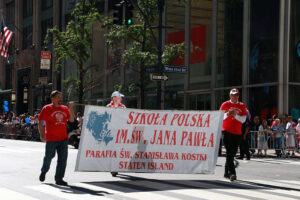 SZKOŁA POLSKA
IM.ŚW. JANA PAWŁA
PARAFIA ŚW. STANISŁAWA KOSTKI
STATEN ISLAND